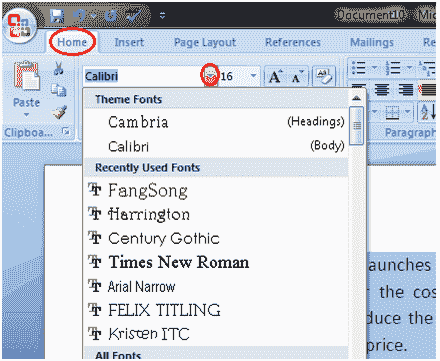 Document10 Mic
Home Insert Page Layout References Mailings Re
Calibri 16 A A Aa
Paste
Clipboa... Paragraph
Theme Fonts
Cambria (Headings)
Calibri (Body)
Recently Used Fonts
FangSong
Harrington
Century Gothic
Times New Roman
Arial Narrow
FELIX TITLING
Kristen ITC
All Fonts
aunches
r the cos
duce the
price.